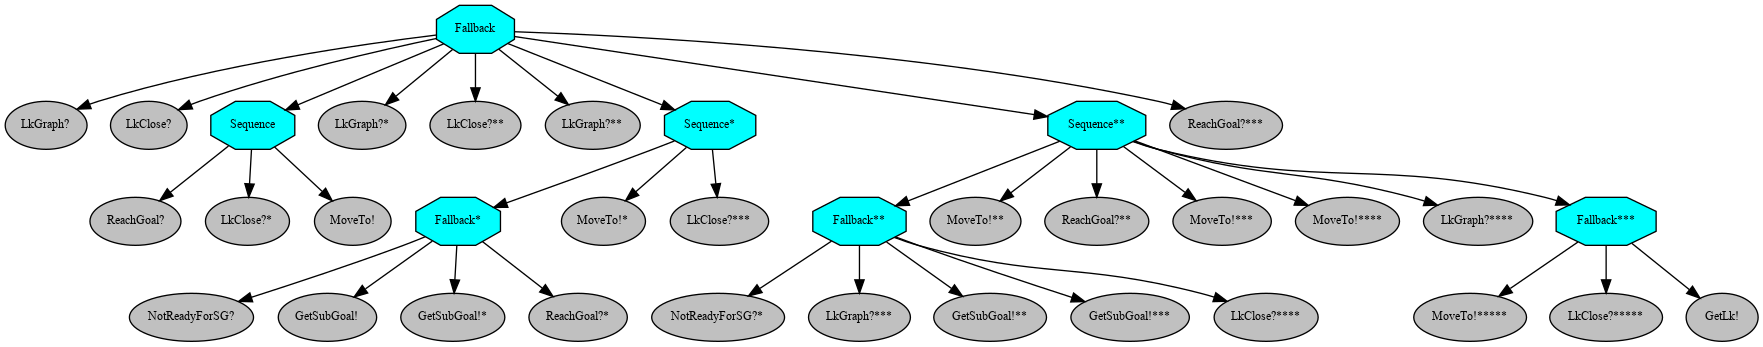 Fallback
LkGraph?
LkClose?
Sequence
LkGraph?*
LkClose?**
LkGraph?**
Sequence*
Sequence**
ReachGoal?***
ReachGoal?
LkClose?*
MoveTo!
Fallback*
MoveTo!*
LkClose?***
Fallback**
MoveTo!**
ReachGoal?**
MoveTo!***
MoveTo!****
LkGraph?****
Fallback***
NotReadyForSG?
GetSubGoal!
GetSubGoal!*
ReachGoal?*
NotReadyForSG?*
LkGraph?***
GetSubGoal!**
GetSubGoal!***
LkClose?****
MoveTo!*****
LkClose?*****
GetLk!